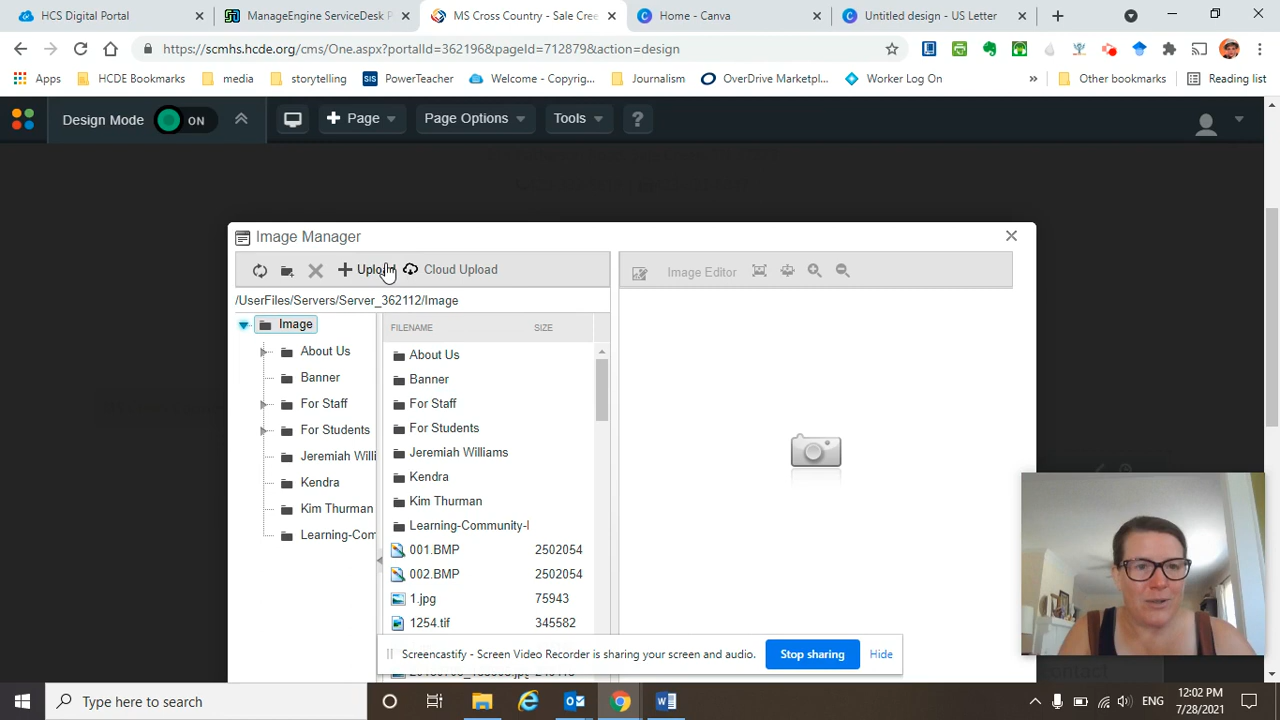 HCS Digital Portal
ManageEngine ServiceDesk P
MS Cross Country - Sale Cree
Home - Canva
Untitled design - US Letter
https://scmhs.hcde.org/cms/One.aspx?portalId=362196&pageId=712879&action=design
Apps
HCDE Bookmarks
media
storytelling
SIS
PowerTeacher
Welcome - Copyrig...
Journalism
OverDrive Marketpl...
Worker Log On
»
Other bookmarks
Reading list
Design Mode
ON
Page
Page Options
Tools
?
Image Manager
Upload
Cloud Upload
Image Editor
/UserFiles/Servers/Server_362112/Image
Image
FILENAME
SIZE
About Us
Banner
For Staff
For Students
Jeremiah Willi
Kendra
Kim Thurman
Learning-Com
About Us
Banner
For Staff
For Students
Jeremiah Williams
Kendra
Kim Thurman
Learning-Community-I
001.BMP 2502054
002.BMP 2502054
1.jpg 75943
1254.tif 345582
Screencastify - Screen Video Recorder is sharing your screen and audio.
Stop sharing
Hide
ontact
Type here to search
ENG
12:02 PM
7/28/2021